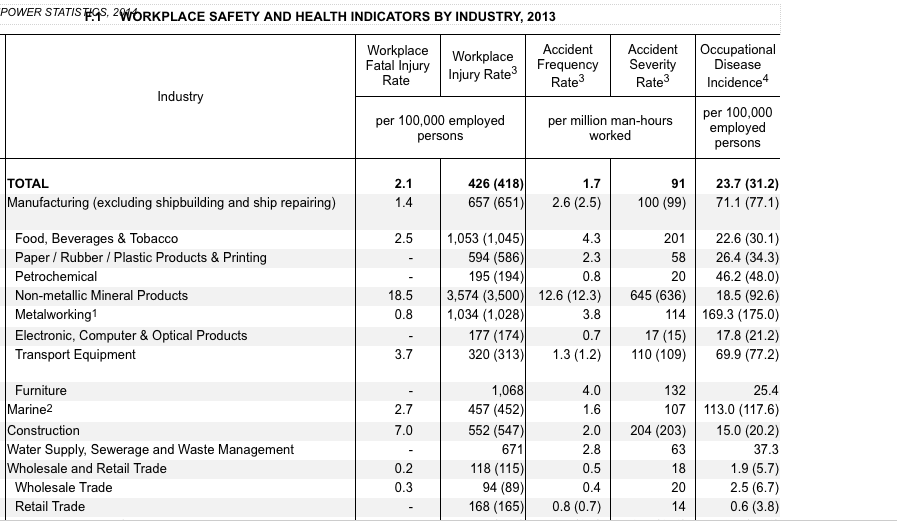 POWER STATISTICS, 2014
F.1 WORKPLACE SAFETY AND HEALTH INDICATORS BY INDUSTRY, 2013
Industry
Workplace Fatal Injury Rate
Workplace Injury Rate3
Accident Frequency Rate3
Accident Severity Rate3
Occupational Disease Incidence4
per 100,000 employed persons
per million man-hours worked
per 100,000 employed persons
TOTAL 2.1 426 (418) 1.7 91 23.7 (31.2)
Manufacturing (excluding shipbuilding and ship repairing) 1.4 657 (651) 2.6 (2.5) 100 (99) 71.1 (77.1)
Food, Beverages & Tobacco 2.5 1,053 (1,045) 4.3 201 22.6 (30.1)
Paper / Rubber / Plastic Products & Printing - 594 (586) 2.3 58 26.4 (34.3)
Petrochemical - 195 (194) 0.8 20 46.2 (48.0)
Non-metallic Mineral Products 18.5 3,574 (3,500) 12.6 (12.3) 645 (636) 18.5 (92.6)
Metalworking1 0.8 1,034 (1,028) 3.8 114 169.3 (175.0)
Electronic, Computer & Optical Products - 177 (174) 0.7 17 (15) 17.8 (21.2)
Transport Equipment 3.7 320 (313) 1.3 (1.2) 110 (109) 69.9 (77.2)
Furniture - 1,068 4.0 132 25.4
Marine2 2.7 457 (452) 1.6 107 113.0 (117.6)
Construction 7.0 552 (547) 2.0 204 (203) 15.0 (20.2)
Water Supply, Sewerage and Waste Management - 671 2.8 63 37.3
Wholesale and Retail Trade 0.2 118 (115) 0.5 18 1.9 (5.7)
Wholesale Trade 0.3 94 (89) 0.4 20 2.5 (6.7)
Retail Trade - 168 (165) 0.8 (0.7) 14 0.6 (3.8)